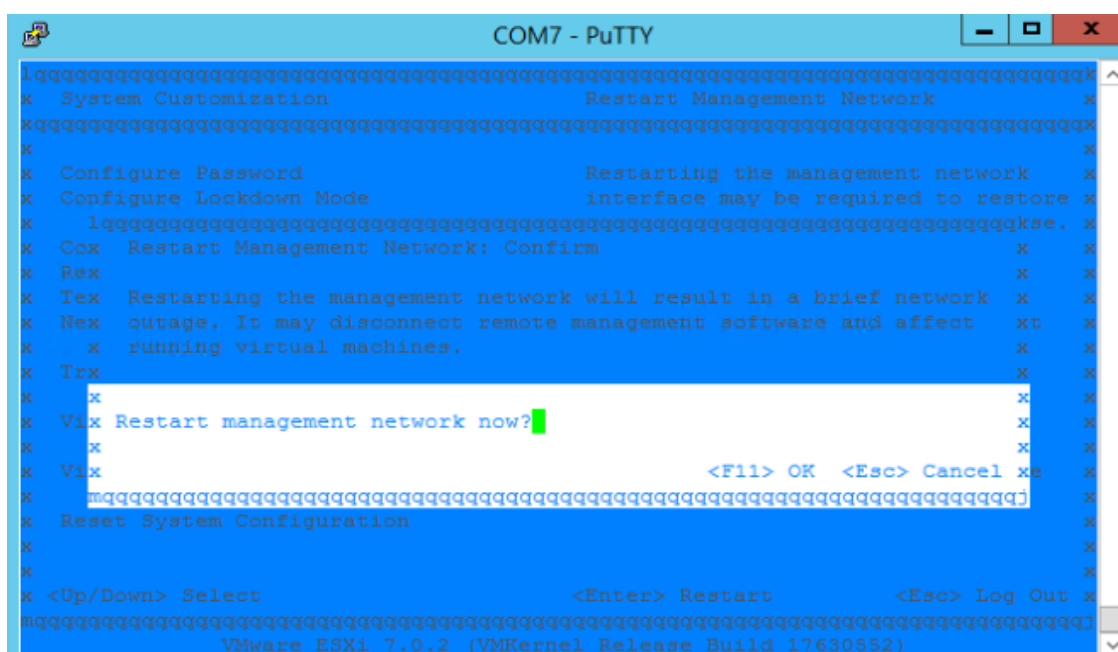 COM7 - PuTTY
lqqqqqqqqqqqqqqqqqqqqqqqqqqqqqqqqqqqqqqqqqqqqqqqqqqqqqqqqqqqqqqqqqqqqqqqqqqqqqqk
x System Customization Restart Management Network x
xqqqqqqqqqqqqqqqqqqqqqqqqqqqqqqqqqqqqqqqqqqqqqqqqqqqqqqqqqqqqqqqqqqqqqqqqqqqqqqx
x x
x Configure Password Restarting the management network x
x Configure Lockdown Mode interface may be required to restore x
x lqqqqqqqqqqqqqqqqqqqqqqqqqqqqqqqqqqqqqqqqqqqqqqqqqqqqqqqqqqqqqqqqqqqqkse. x
x Cox Restart Management Network: Confirm x x
x Rex x x
x Tex Restarting the management network will result in a brief network x x
x Nex outage. It may disconnect remote management software and affect xt x
x x running virtual machines. x x
x Trx x x
x x x x
x Vix Restart management network now? x x
x x x x
x Vix <F11> OK <Esc> Cancel xe x
x mqqqqqqqqqqqqqqqqqqqqqqqqqqqqqqqqqqqqqqqqqqqqqqqqqqqqqqqqqqqqqqqqqqqqj x
x Reset System Configuration x
x x
x x
x <Up/Down> Select <Enter> Restart <Esc> Log Out x
mqqqqqqqqqqqqqqqqqqqqqqqqqqqqqqqqqqqqqqqqqqqqqqqqqqqqqqqqqqqqqqqqqqqqqqqqqqqqqqj
VMware ESXi 7.0.2 (VMKernel Release Build 17630552)